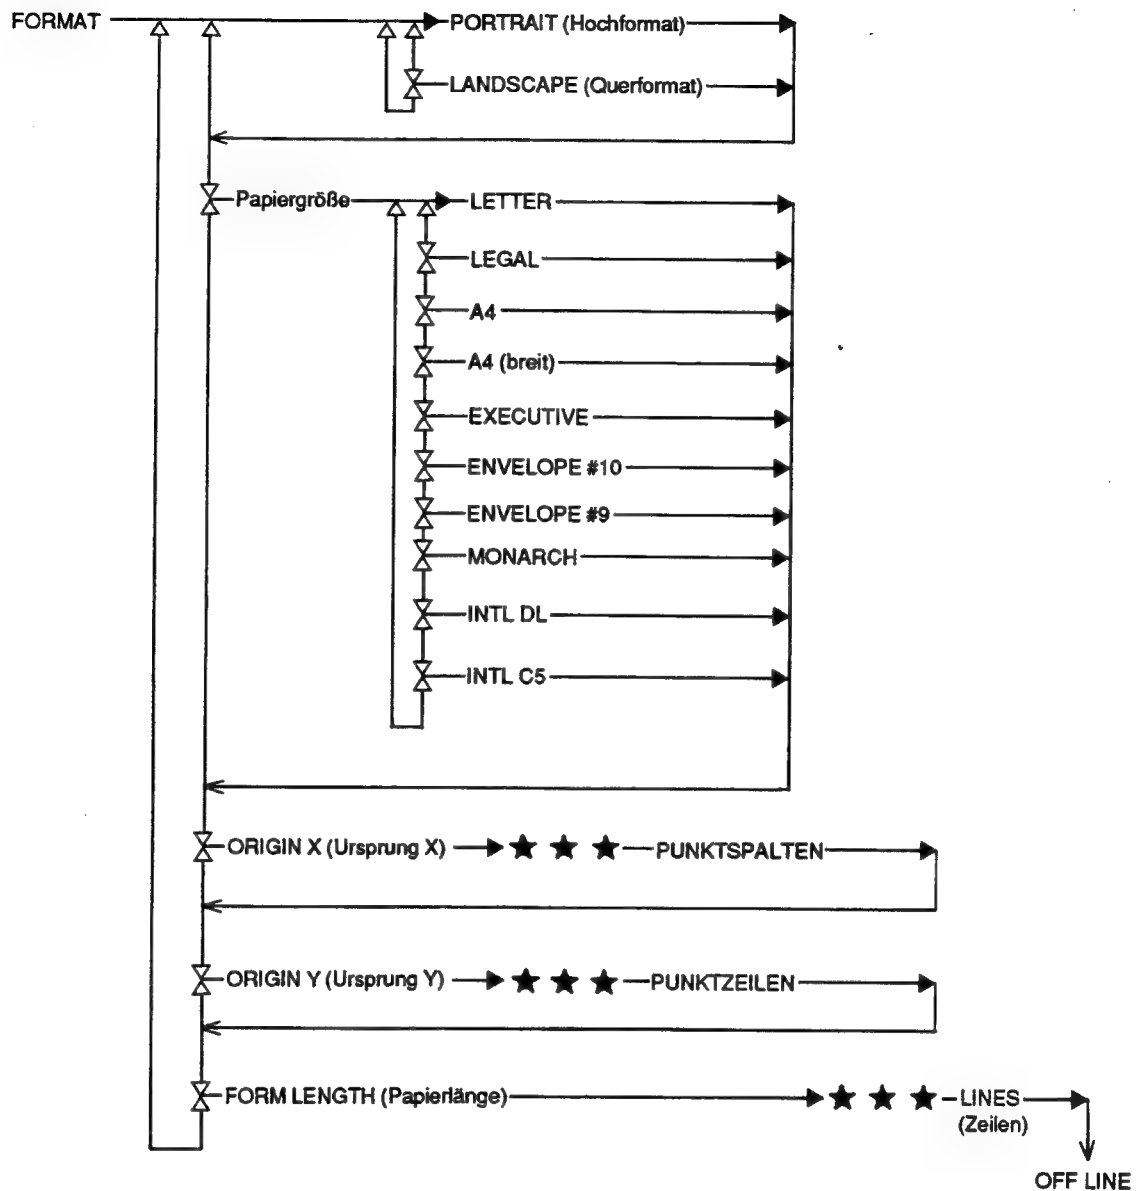 FORMAT
PORTRAIT (Hochformat)
LANDSCAPE (Querformat)
Papiergröße
LETTER
LEGAL
A4
A4 (breit)
EXECUTIVE
ENVELOPE #10
ENVELOPE #9
MONARCH
INTL DL
INTL C5
ORIGIN X (Ursprung X) ★ ★ ★ PUNKTSPALTEN
ORIGIN Y (Ursprung Y) ★ ★ ★ PUNKTZEILEN
FORM LENGTH (Papierlänge) ★ ★ ★ LINES
(Zeilen)
OFF LINE